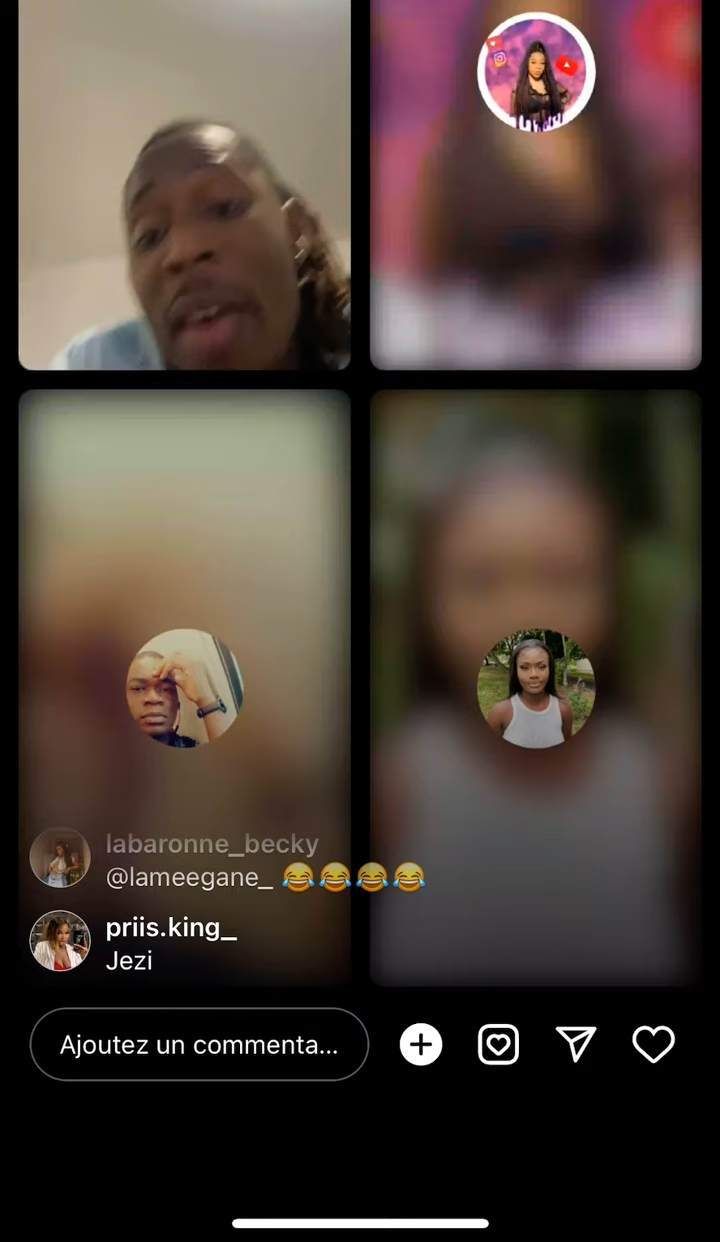 labaronne_becky
@lameegane_ 😂😂😂😂
priis.king_
Jezi
Ajoutez un commenta...